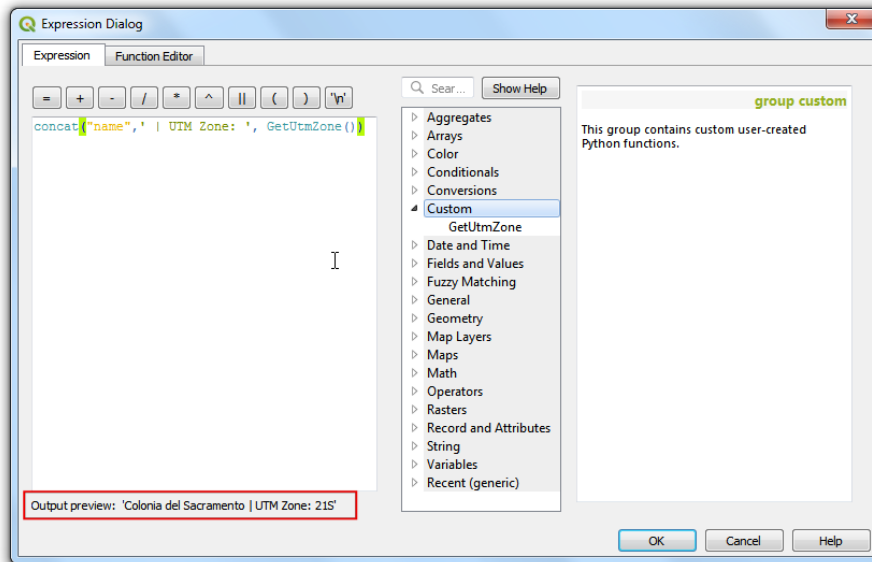 Expression Dialog
Expression
Function Editor
= + - / * ^ || ( ) '\n'
concat("name",' | UTM Zone: ', GetUtmZone())
Output preview: 'Colonia del Sacramento | UTM Zone: 21S'
Sear...
Show Help
Aggregates
Arrays
Color
Conditionals
Conversions
Custom
GetUtmZone
Date and Time
Fields and Values
Fuzzy Matching
General
Geometry
Map Layers
Maps
Math
Operators
Rasters
Record and Attributes
String
Variables
Recent (generic)
group custom
This group contains custom user-created
Python functions.
OK
Cancel
Help